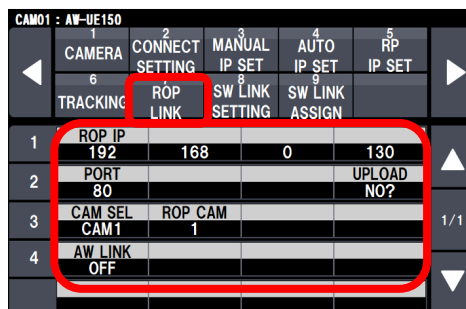 CAM01 : AW-UE150
1 2 3 4 5
CAMERA CONNECT SETTING MANUAL IP SET AUTO IP SET RP IP SET
6 7 8 9
TRACKING ROP LINK SW LINK SETTING SW LINK ASSIGN
1 ROP IP
192 168 0 130
2 PORT UPLOAD
80 NO?
3 CAM SEL ROP CAM 1/1
CAM1 1
4 AW LINK
OFF